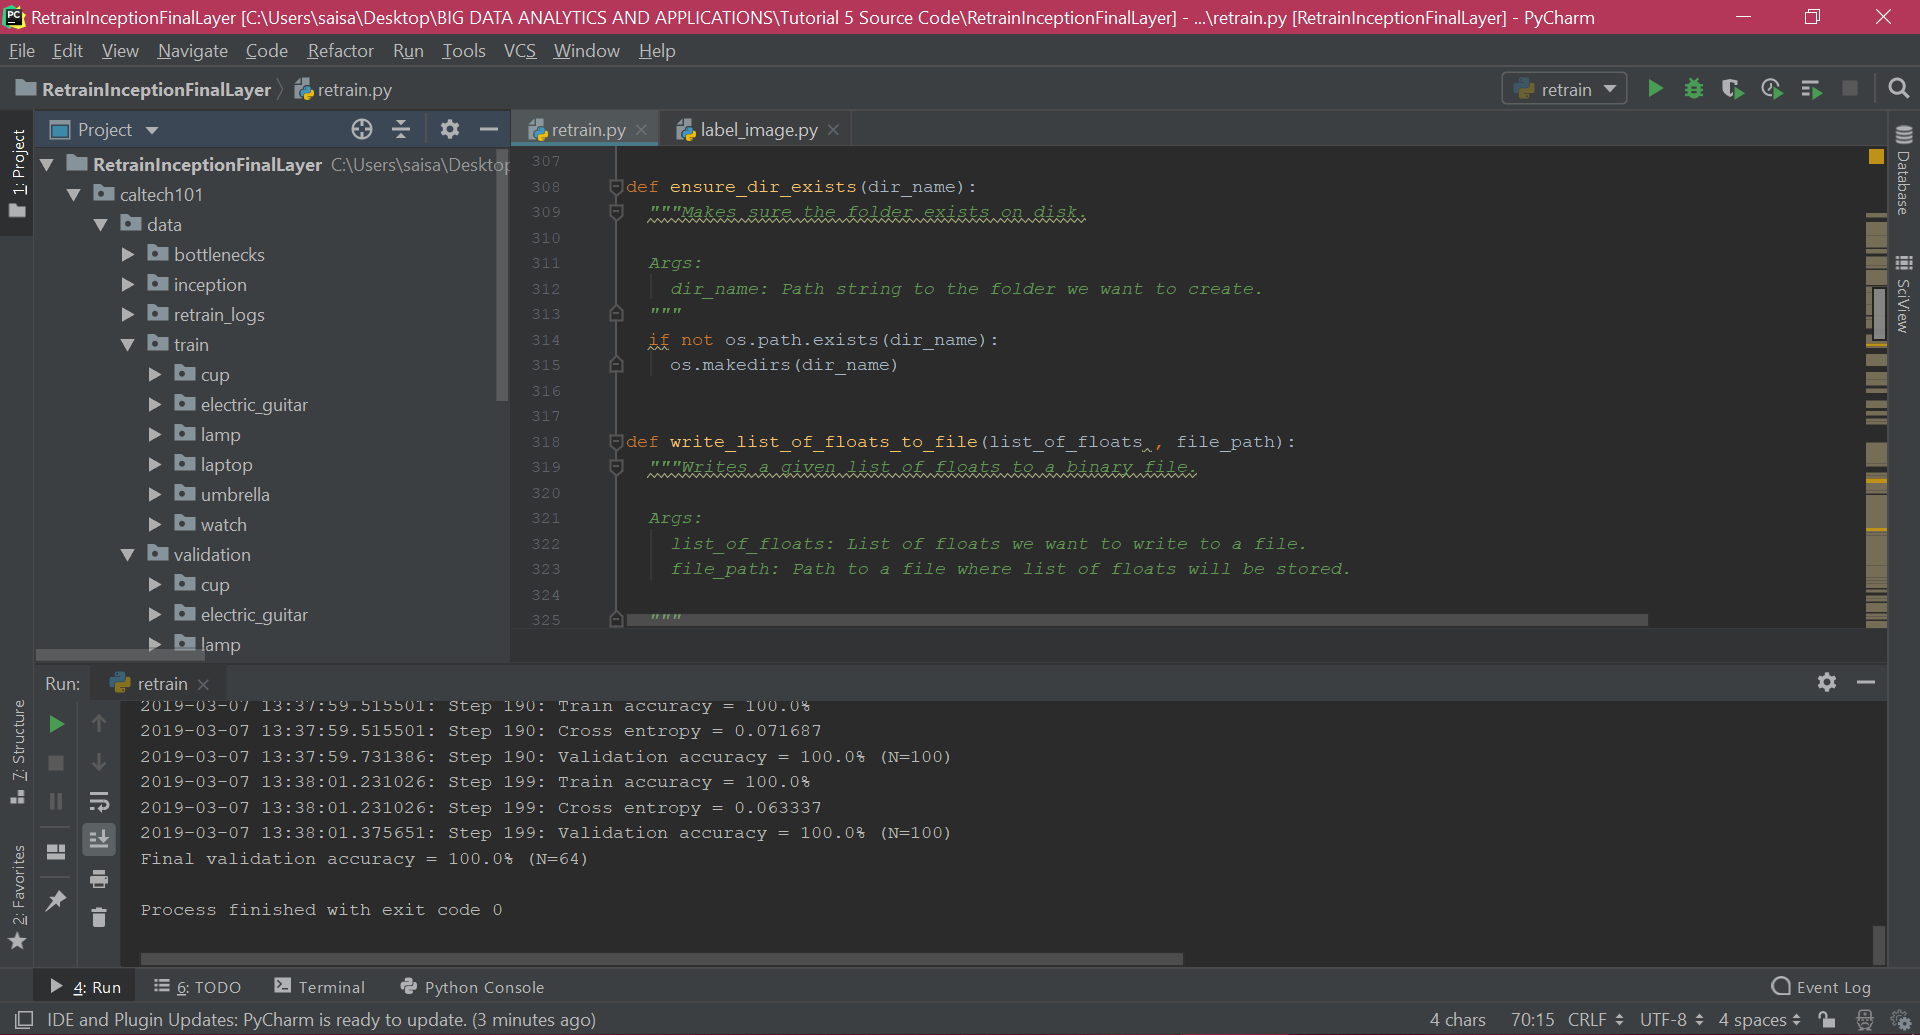 RetrainInceptionFinalLayer [C:\Users\saisa\Desktop\BIG DATA ANALYTICS AND APPLICATIONS\Tutorial 5 Source Code\RetrainInceptionFinalLayer] - ...\retrain.py [RetrainInceptionFinalLayer] - PyCharm
File Edit View Navigate Code Refactor Run Tools VCS Window Help
RetrainInceptionFinalLayer retrain.py retrain
1: Project
7: Structure
2: Favorites
Project
RetrainInceptionFinalLayer C:\Users\saisa\Desktop
caltech101
data
bottlenecks
inception
retrain_logs
train
cup
electric_guitar
lamp
laptop
umbrella
watch
validation
cup
electric_guitar
lamp
retrain.py label_image.py
307
308 def ensure_dir_exists(dir_name):
309 """Makes sure the folder exists on disk.
310
311 Args:
312 dir_name: Path string to the folder we want to create.
313 """
314 if not os.path.exists(dir_name):
315 os.makedirs(dir_name)
316
317
318 def write_list_of_floats_to_file(list_of_floats , file_path):
319 """Writes a given list of floats to a binary file.
320
321 Args:
322 list_of_floats: List of floats we want to write to a file.
323 file_path: Path to a file where list of floats will be stored.
324
325 """
Database
SciView
Run: retrain
2019-03-07 13:37:59.515501: Step 190: Train accuracy = 100.0%
2019-03-07 13:37:59.515501: Step 190: Cross entropy = 0.071687
2019-03-07 13:37:59.731386: Step 190: Validation accuracy = 100.0% (N=100)
2019-03-07 13:38:01.231026: Step 199: Train accuracy = 100.0%
2019-03-07 13:38:01.231026: Step 199: Cross entropy = 0.063337
2019-03-07 13:38:01.375651: Step 199: Validation accuracy = 100.0% (N=100)
Final validation accuracy = 100.0% (N=64)
Process finished with exit code 0
4: Run 6: TODO Terminal Python Console Event Log
IDE and Plugin Updates: PyCharm is ready to update. (3 minutes ago) 4 chars 70:15 CRLF UTF-8 4 spaces